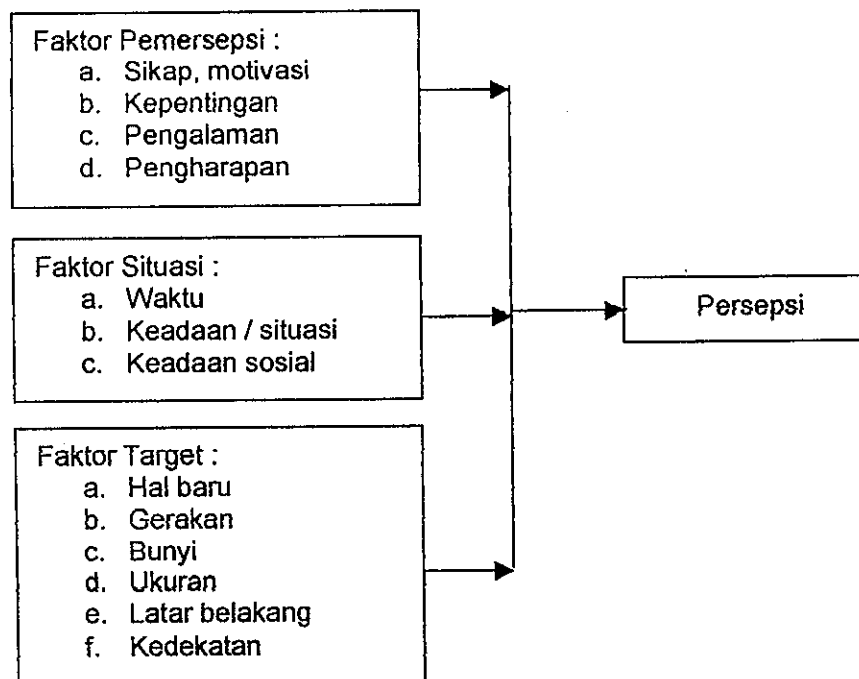 Faktor Pemersepsi :
a. Sikap, motivasi
b. Kepentingan
c. Pengalaman
d. Pengharapan
Faktor Situasi :
a. Waktu
b. Keadaan / situasi
c. Keadaan sosial
Persepsi
Faktor Target :
a. Hal baru
b. Gerakan
c. Bunyi
d. Ukuran
e. Latar belakang
f. Kedekatan